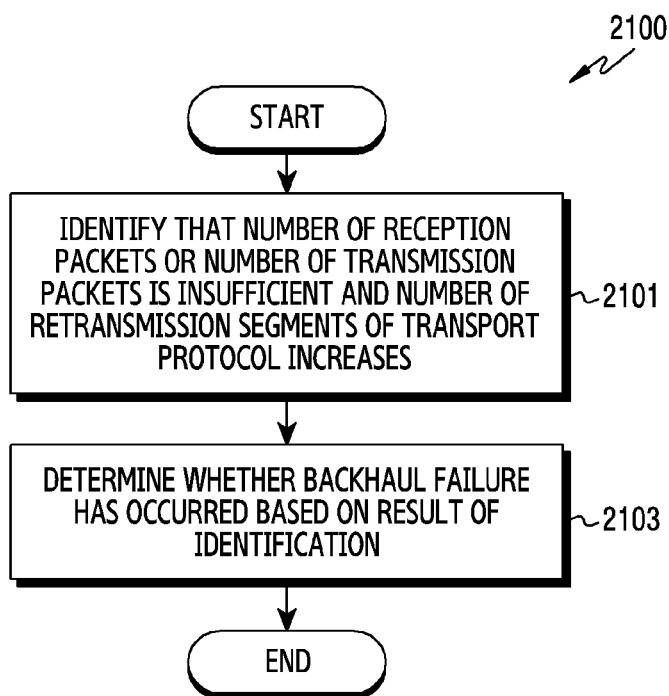 2100
START
IDENTIFY THAT NUMBER OF RECEPTION
PACKETS OR NUMBER OF TRANSMISSION
PACKETS IS INSUFFICIENT AND NUMBER OF
RETRANSMISSION SEGMENTS OF TRANSPORT
PROTOCOL INCREASES
2101
DETERMINE WHETHER BACKHAUL FAILURE
HAS OCCURRED BASED ON RESULT OF
IDENTIFICATION
2103
END